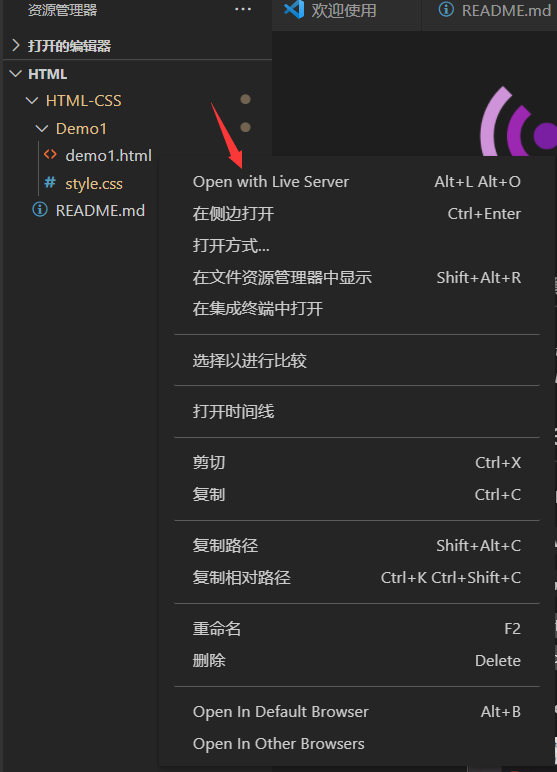 资源管理器 ···
欢迎使用 README.md
打开的编辑器
HTML
HTML-CSS
Demo1
<> demo1.html
# style.css
README.md
Open with Live Server Alt+L Alt+O
在侧边打开 Ctrl+Enter
打开方式...
在文件资源管理器中显示 Shift+Alt+R
在集成终端中打开
选择以进行比较
打开时间线
剪切 Ctrl+X
复制 Ctrl+C
复制路径 Shift+Alt+C
复制相对路径 Ctrl+K Ctrl+Shift+C
重命名 F2
删除 Delete
Open In Default Browser Alt+B
Open In Other Browsers